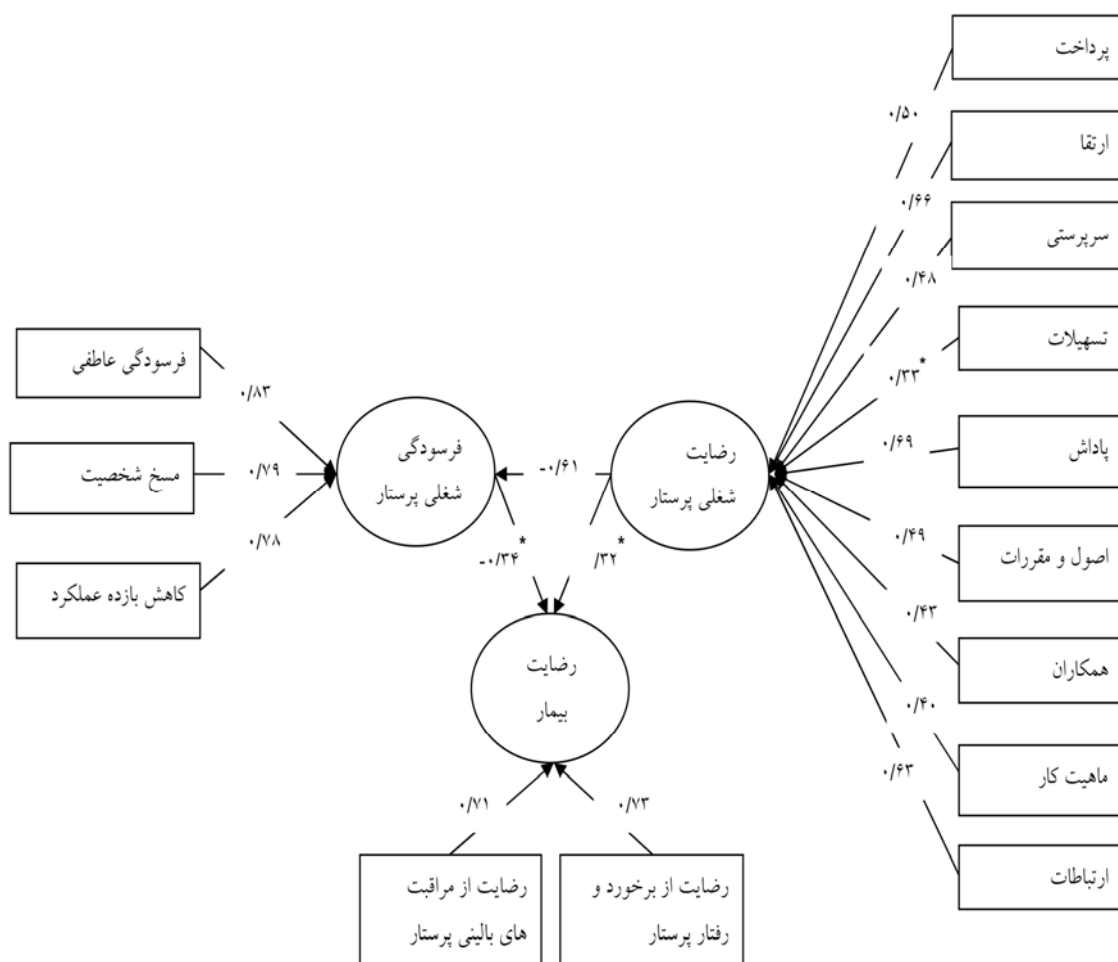 پرداخت
۰/۵۰
ارتقا
۰/۶۶
سرپرستی
۰/۴۸
تسهیلات
۰/۳۳*
پاداش
۰/۶۹
اصول و مقررات
۰/۴۹
همکاران
۰/۴۳
ماهیت کار
۰/۴۰
ارتباطات
۰/۶۳
رضایت
شغلی پرستار
-۰/۶۱
فرسودگی
شغلی پرستار
فرسودگی عاطفی
۰/۸۳
مسخ شخصیت
۰/۷۹
کاهش بازده عملکرد
۰/۷۸
/۳۲*
-۰/۳۴*
رضایت
بیمار
۰/۷۳
۰/۷۱
رضایت از برخورد و
رفتار پرستار
رضایت از مراقبت
های بالینی پرستار